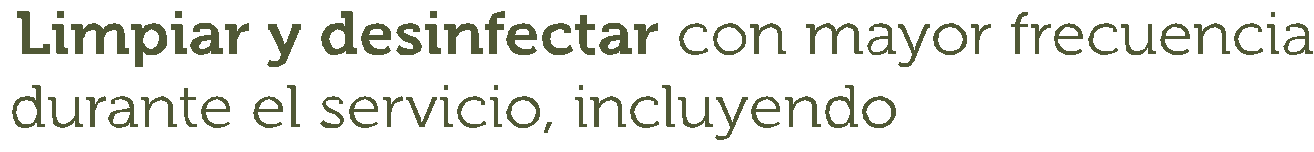 Limpiar y desinfectar con mayor frecuencia
durante el servicio, incluyendo